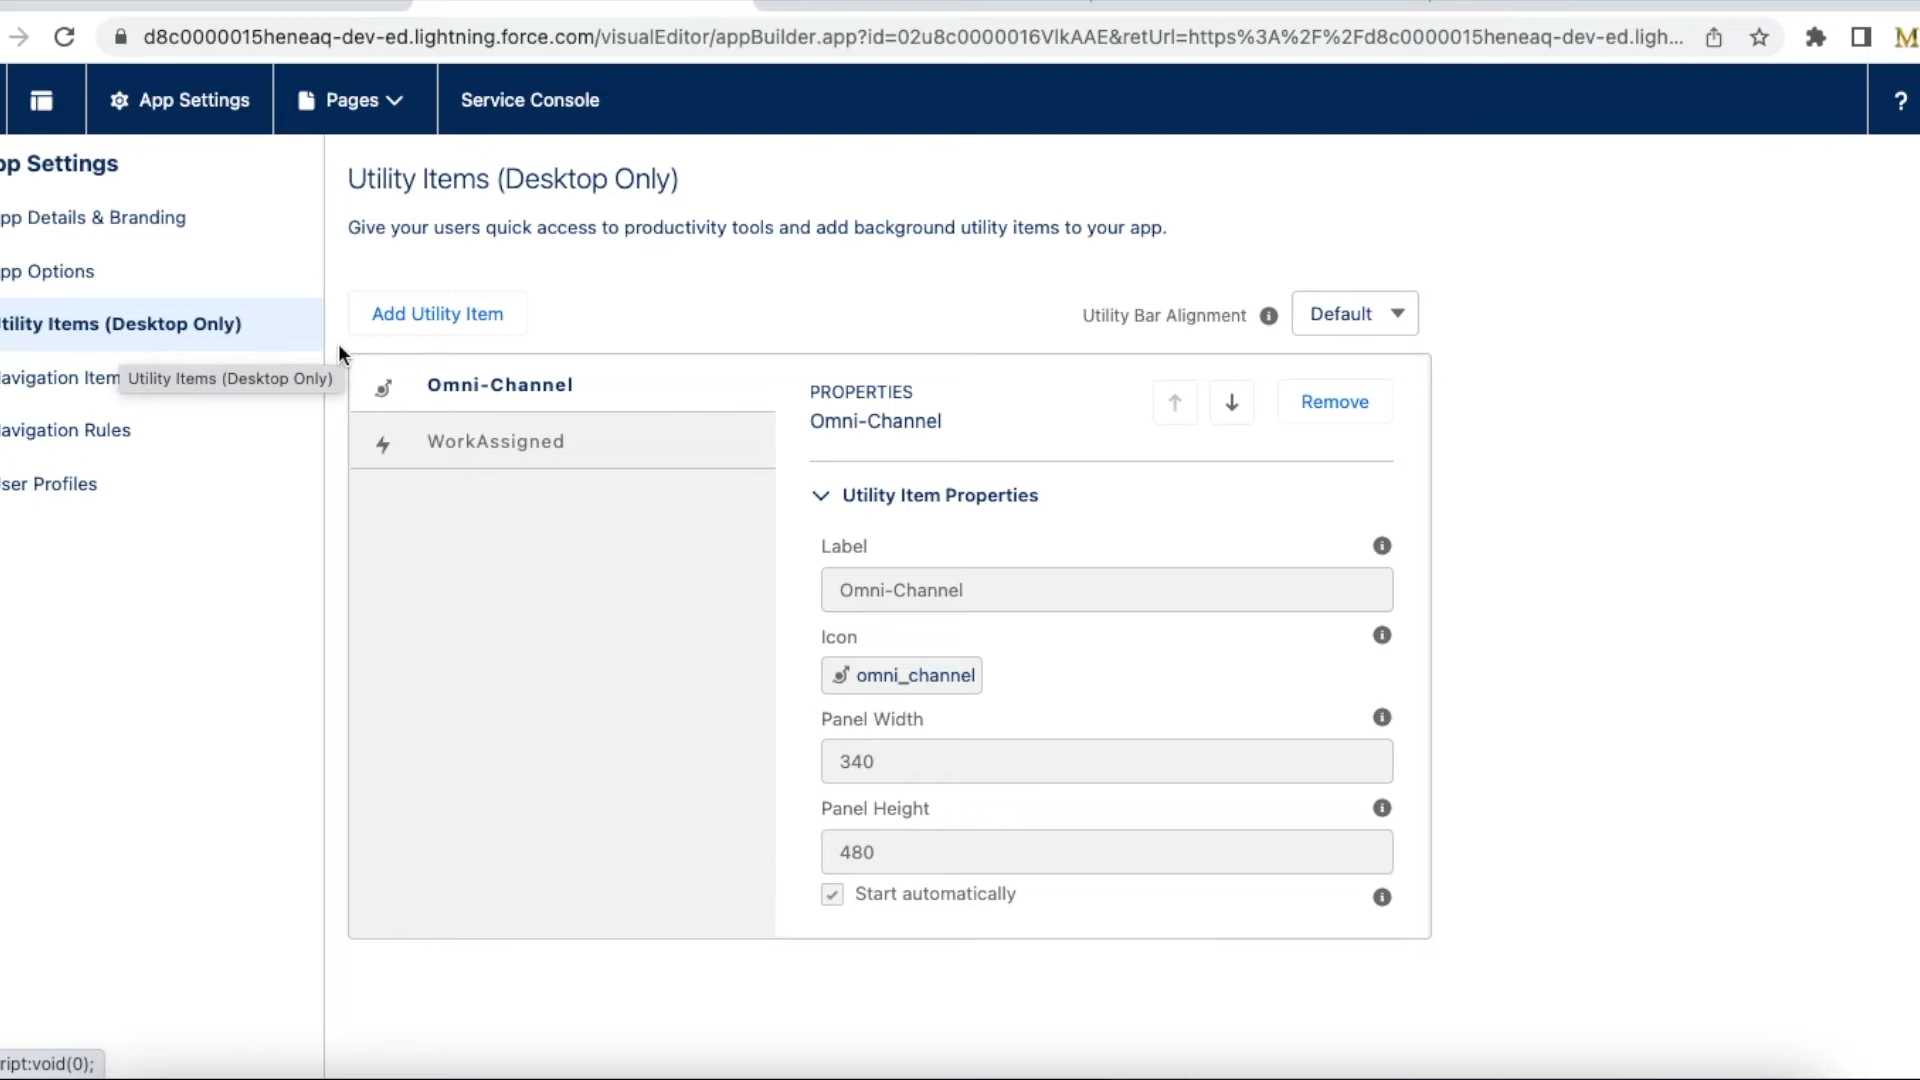 d8c0000015heneaq-dev-ed.lightning.force.com/visualEditor/appBuilder.app?id=02u8c0000016VlkAAE&retUrl=https%3A%2F%2Fd8c0000015heneaq-dev-ed.ligh...
M
App Settings
Pages
Service Console
?
pp Settings
pp Details & Branding
pp Options
tility Items (Desktop Only)
avigation Item
Utility Items (Desktop Only)
avigation Rules
ser Profiles
Utility Items (Desktop Only)
Give your users quick access to productivity tools and add background utility items to your app.
Add Utility Item
Utility Bar Alignment
Default
Omni-Channel
WorkAssigned
PROPERTIES
Omni-Channel
Remove
Utility Item Properties
Label
Omni-Channel
Icon
omni_channel
Panel Width
340
Panel Height
480
Start automatically
ript:void(0);